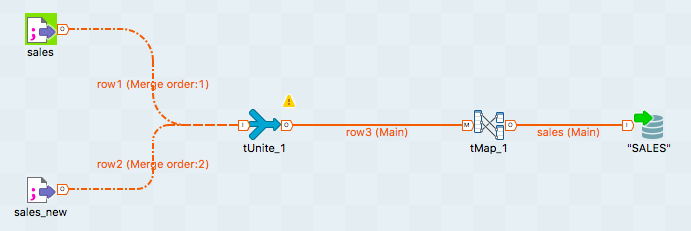 sales
row1 (Merge order:1)
tUnite_1
row3 (Main)
tMap_1
sales (Main)
"SALES"
row2 (Merge order:2)
sales_new
O
I
O
M
O
I
O